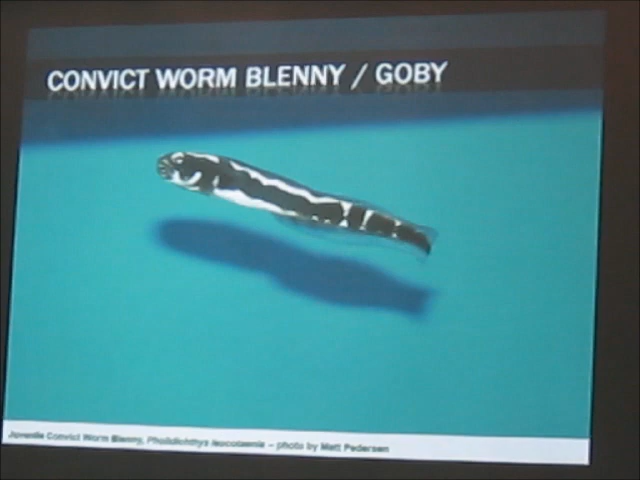 CONVICT WORM BLENNY / GOBY
Juvenile Convict Worm Blenny, Pholidichthys leucotaenia – photo by Matt Pedersen